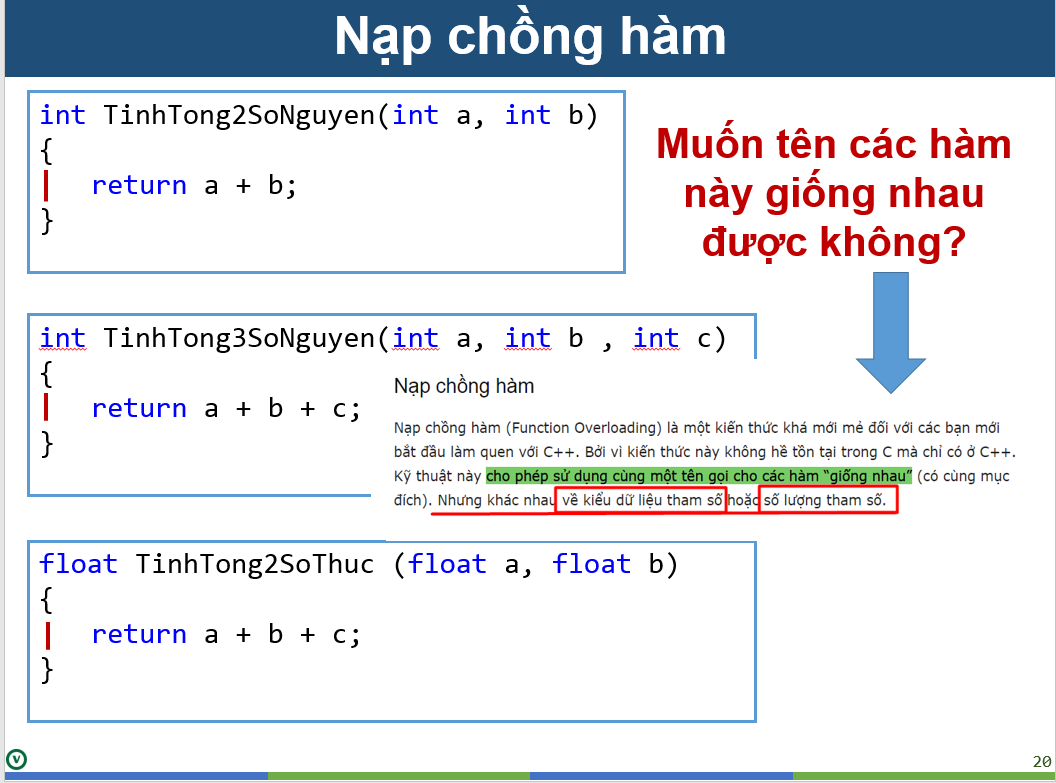 Nạp chồng hàm
int TinhTong2SoNguyen(int a, int b)
{
return a + b;
}
Muốn tên các hàm
này giống nhau
được không?
int TinhTong3SoNguyen(int a, int b , int c)
{
return a + b + c;
}
Nạp chồng hàm
Nạp chồng hàm (Function Overloading) là một kiến thức khá mới mẻ đối với các bạn mới
bắt đầu làm quen với C++. Bởi vì kiến thức này không hề tồn tại trong C mà chỉ có ở C++.
Kỹ thuật này cho phép sử dụng cùng một tên gọi cho các hàm “giống nhau” (có cùng mục
đích). Nhưng khác nhau về kiểu dữ liệu tham số hoặc số lượng tham số.
float TinhTong2SoThuc (float a, float b)
{
return a + b + c;
}
V
20